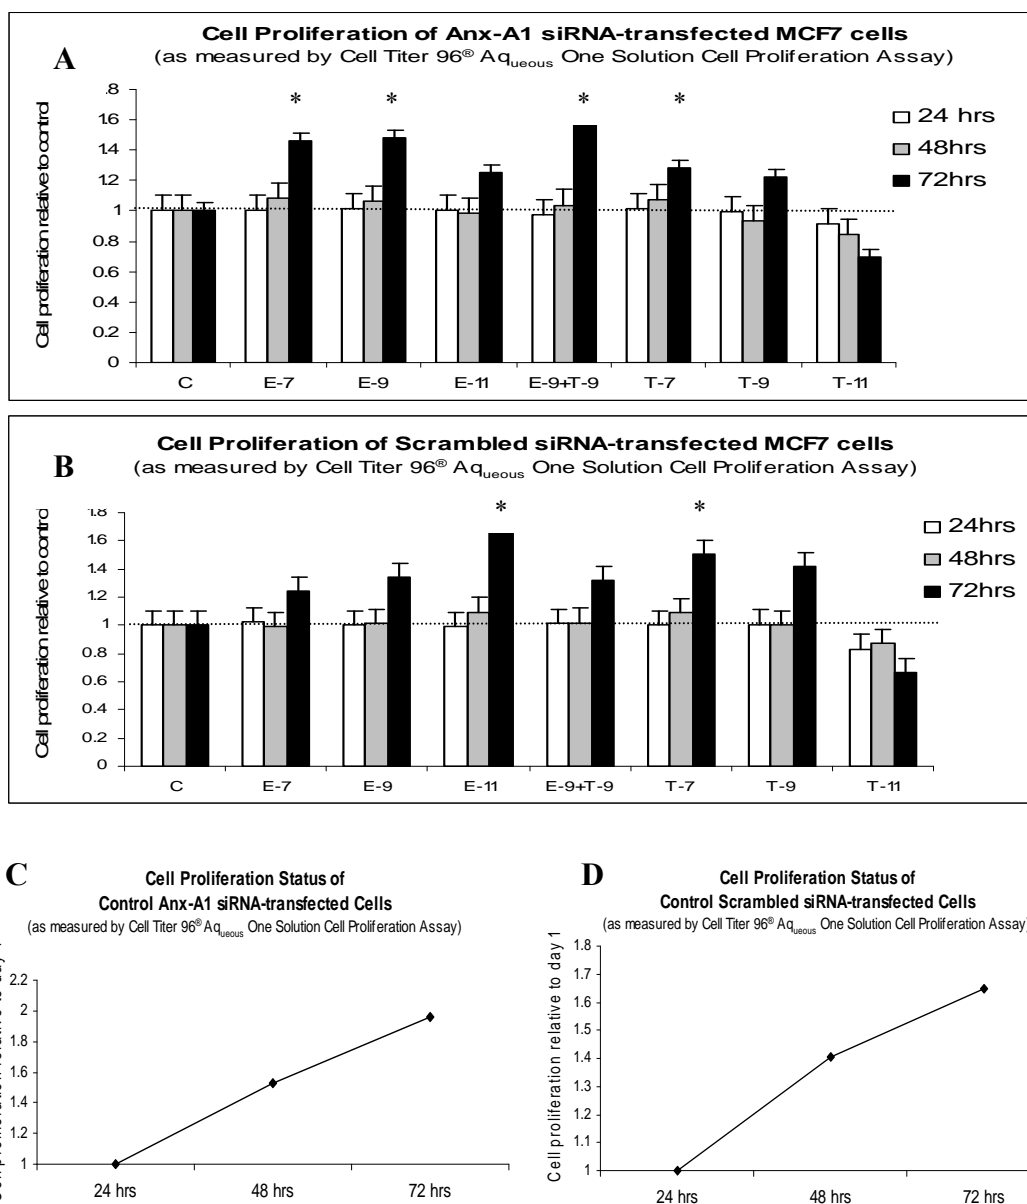 Cell Proliferation of Anx-A1 siRNA-transfected MCF7 cells
(as measured by Cell Titer 96® Aqueous One Solution Cell Proliferation Assay)
A
Cell proliferation relative to control
1.8
1.6
1.4
1.2
1
0.8
0.6
0.4
0.2
0
* * * *
24 hrs
48hrs
72hrs
C E-7 E-9 E-11 E-9+T-9 T-7 T-9 T-11
Cell Proliferation of Scrambled siRNA-transfected MCF7 cells
(as measured by Cell Titer 96® Aqueous One Solution Cell Proliferation Assay)
B
Cell proliferation relative to control
1.8
1.6
1.4
1.2
1
0.8
0.6
0.4
0.2
0
* *
24hrs
48hrs
72hrs
C E-7 E-9 E-11 E-9+T-9 T-7 T-9 T-11
C
Cell Proliferation Status of
Control Anx-A1 siRNA-transfected Cells
(as measured by Cell Titer 96® Aqueous One Solution Cell Proliferation Assay)
2.2
2
1.8
1.6
1.4
1.2
1
24 hrs 48 hrs 72 hrs
D
Cell Proliferation Status of
Control Scrambled siRNA-transfected Cells
(as measured by Cell Titer 96® Aqueous One Solution Cell Proliferation Assay)
Cell proliferation relative to day 1
1.8
1.7
1.6
1.5
1.4
1.3
1.2
1.1
1
24 hrs 48 hrs 72 hrs